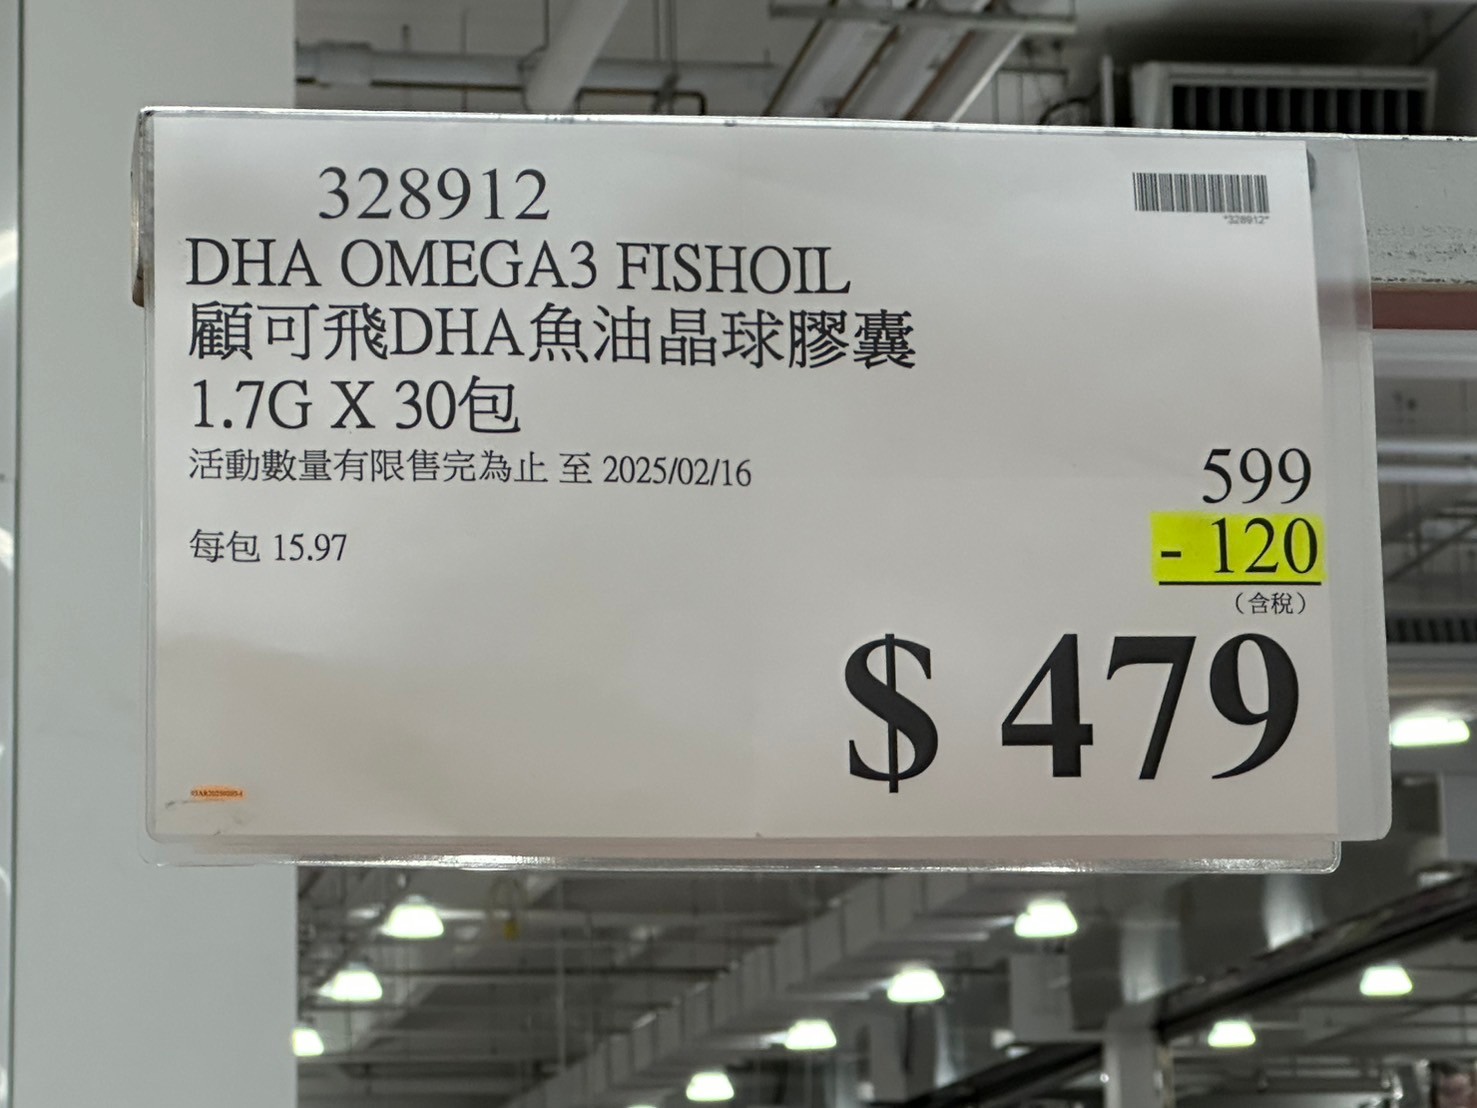 328912
*328912*
DHA OMEGA3 FISHOIL
顧可飛DHA魚油晶球膠囊
1.7G X 30包
活動數量有限售完為止 至 2025/02/16
599
- 120
每包 15.97
(含稅)
$ 479